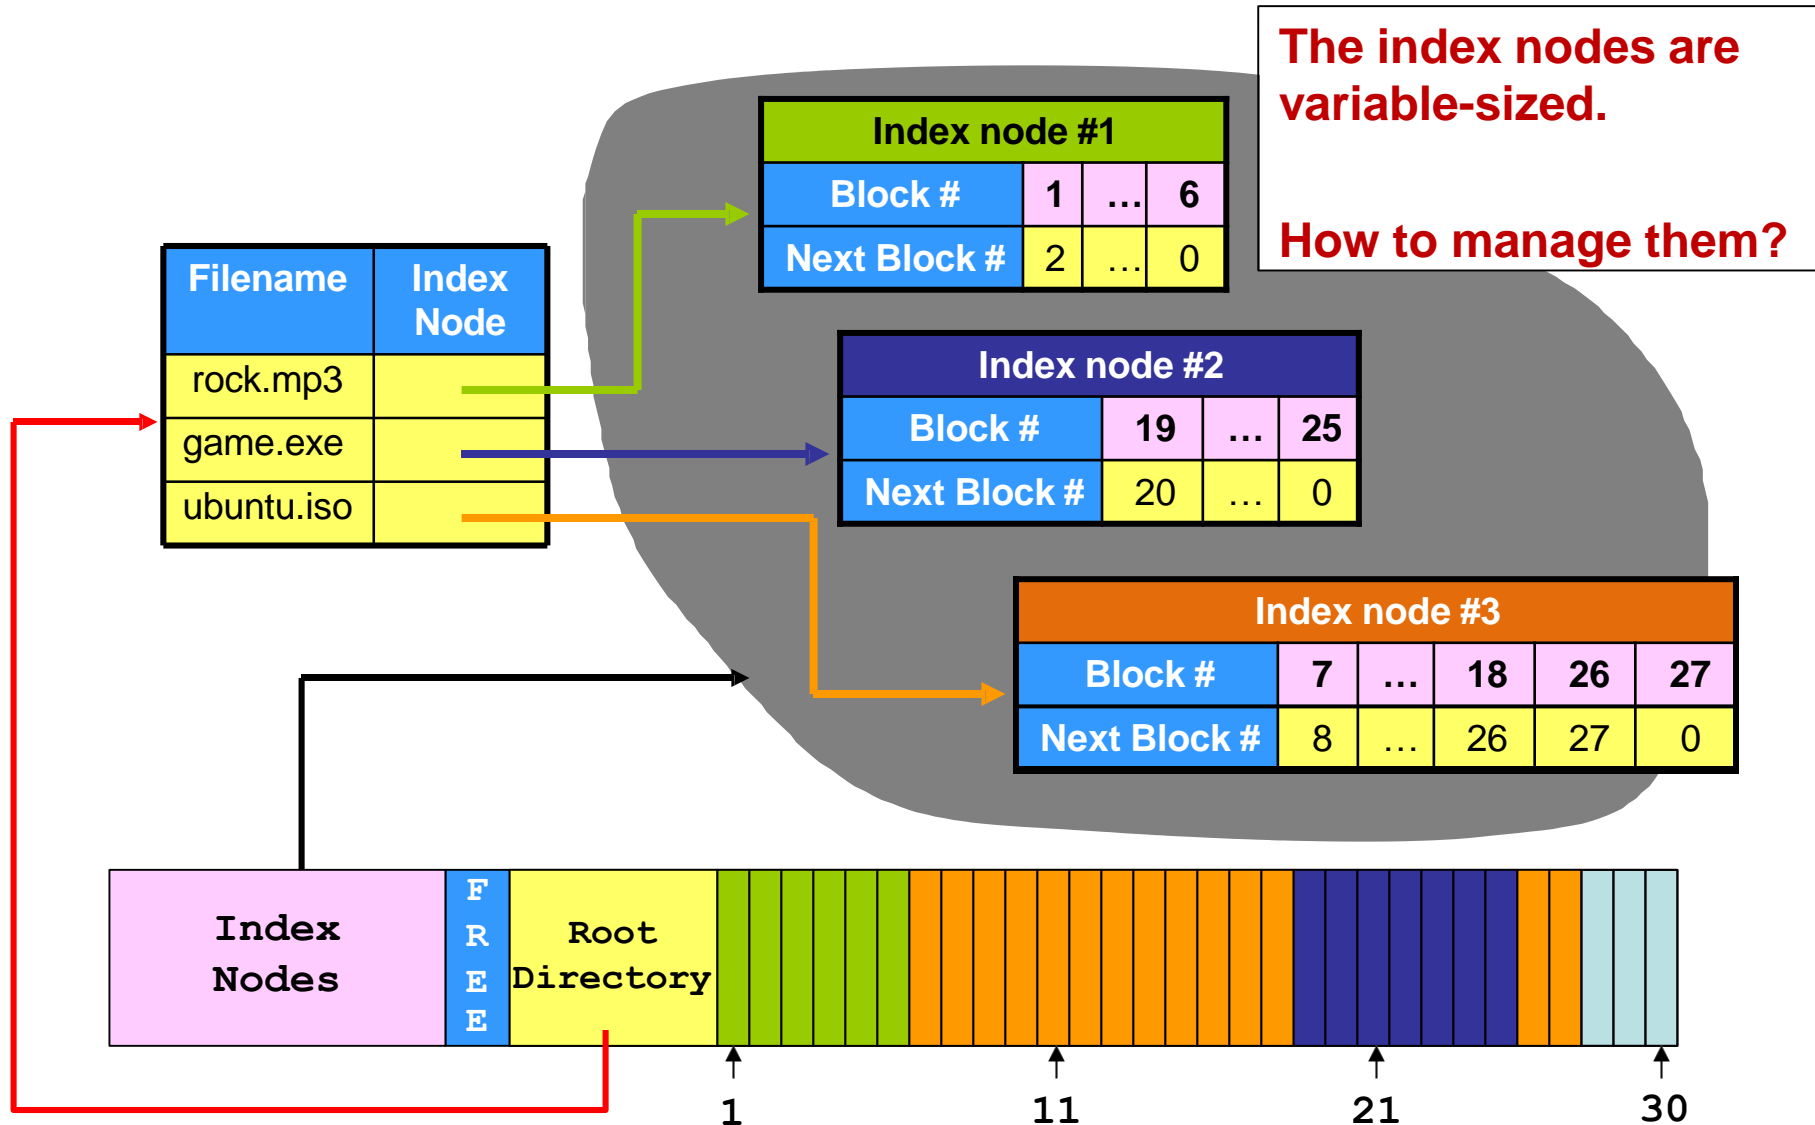 The index nodes are
variable-sized.
How to manage them?
Index node #1
Block # 1 … 6
Next Block # 2 … 0
Filename Index
Node
rock.mp3
game.exe
ubuntu.iso
Index node #2
Block # 19 … 25
Next Block # 20 … 0
Index node #3
Block # 7 … 18 26 27
Next Block # 8 … 26 27 0
Index
Nodes
F
R
E
E
Root
Directory
1 11 21 30